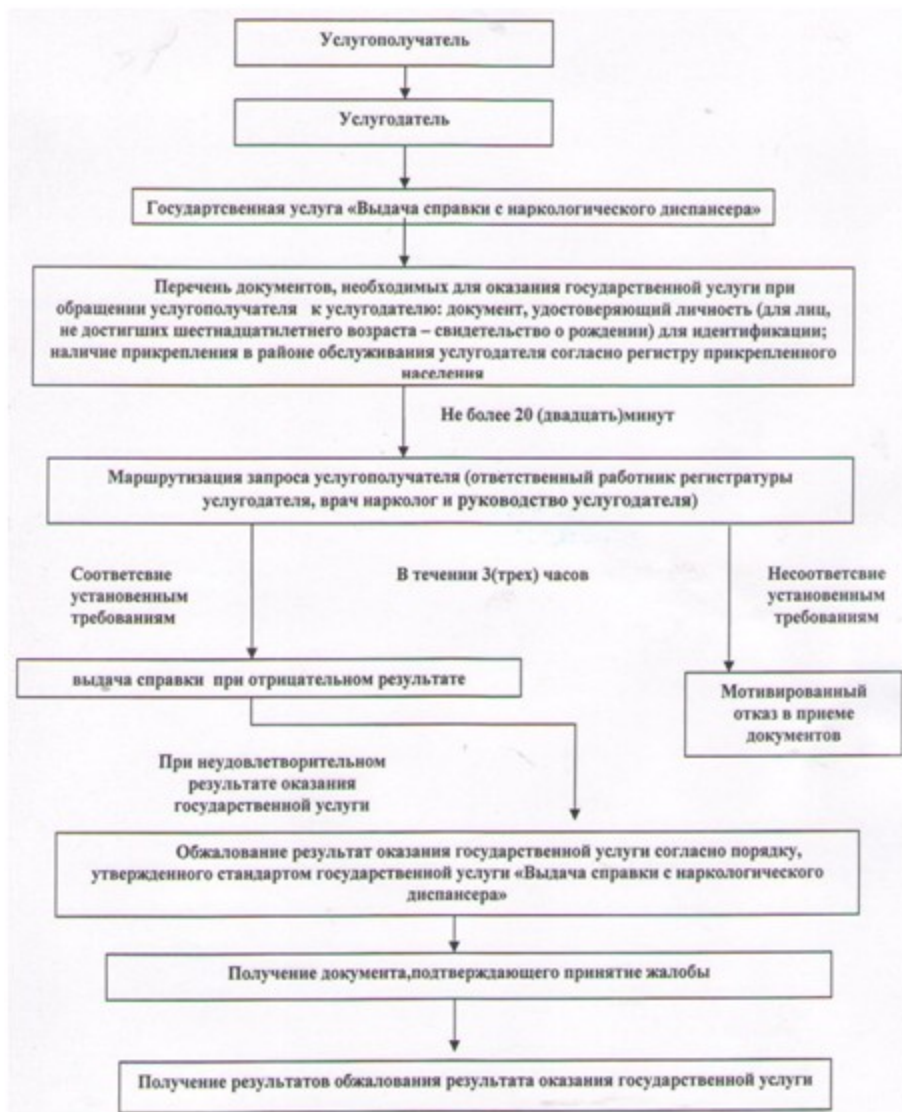 Услугополучатель
Услугодатель
Государтсвенная услуга «Выдача справки с наркологического диспансера»
Перечень документов, необходимых для оказания государственной услуги при
обращении услугополучателя к услугодателю: документ, удостоверяющий личность (для лиц,
не достигших шестнадцатилетнего возраста – свидетельство о рождении) для идентификации;
наличие прикрепления в районе обслуживания услугодателя согласно регистру прикрепленного
населения
Не более 20 (двадцать)минут
Маршрутизация запроса услугополучателя (ответственный работник регистратуры
услугодателя, врач нарколог и руководство услугодателя)
Соответсвие
установенным
требованиям
В течении 3(трех) часов
Несоответсвие
установенным
требованиям
выдача справки при отрицательном результате
Мотивированный
отказ в приеме
документов
При неудовлетворительном
результате оказания
государственной услуги
Обжалование результат оказания государственной услуги согласно порядку,
утвержденного стандартом государственной услуги «Выдача справки с наркологического
диспансера»
Получение документа,подтверждающего принятие жалобы
Получение результатов обжалования результата оказания государственной услуги